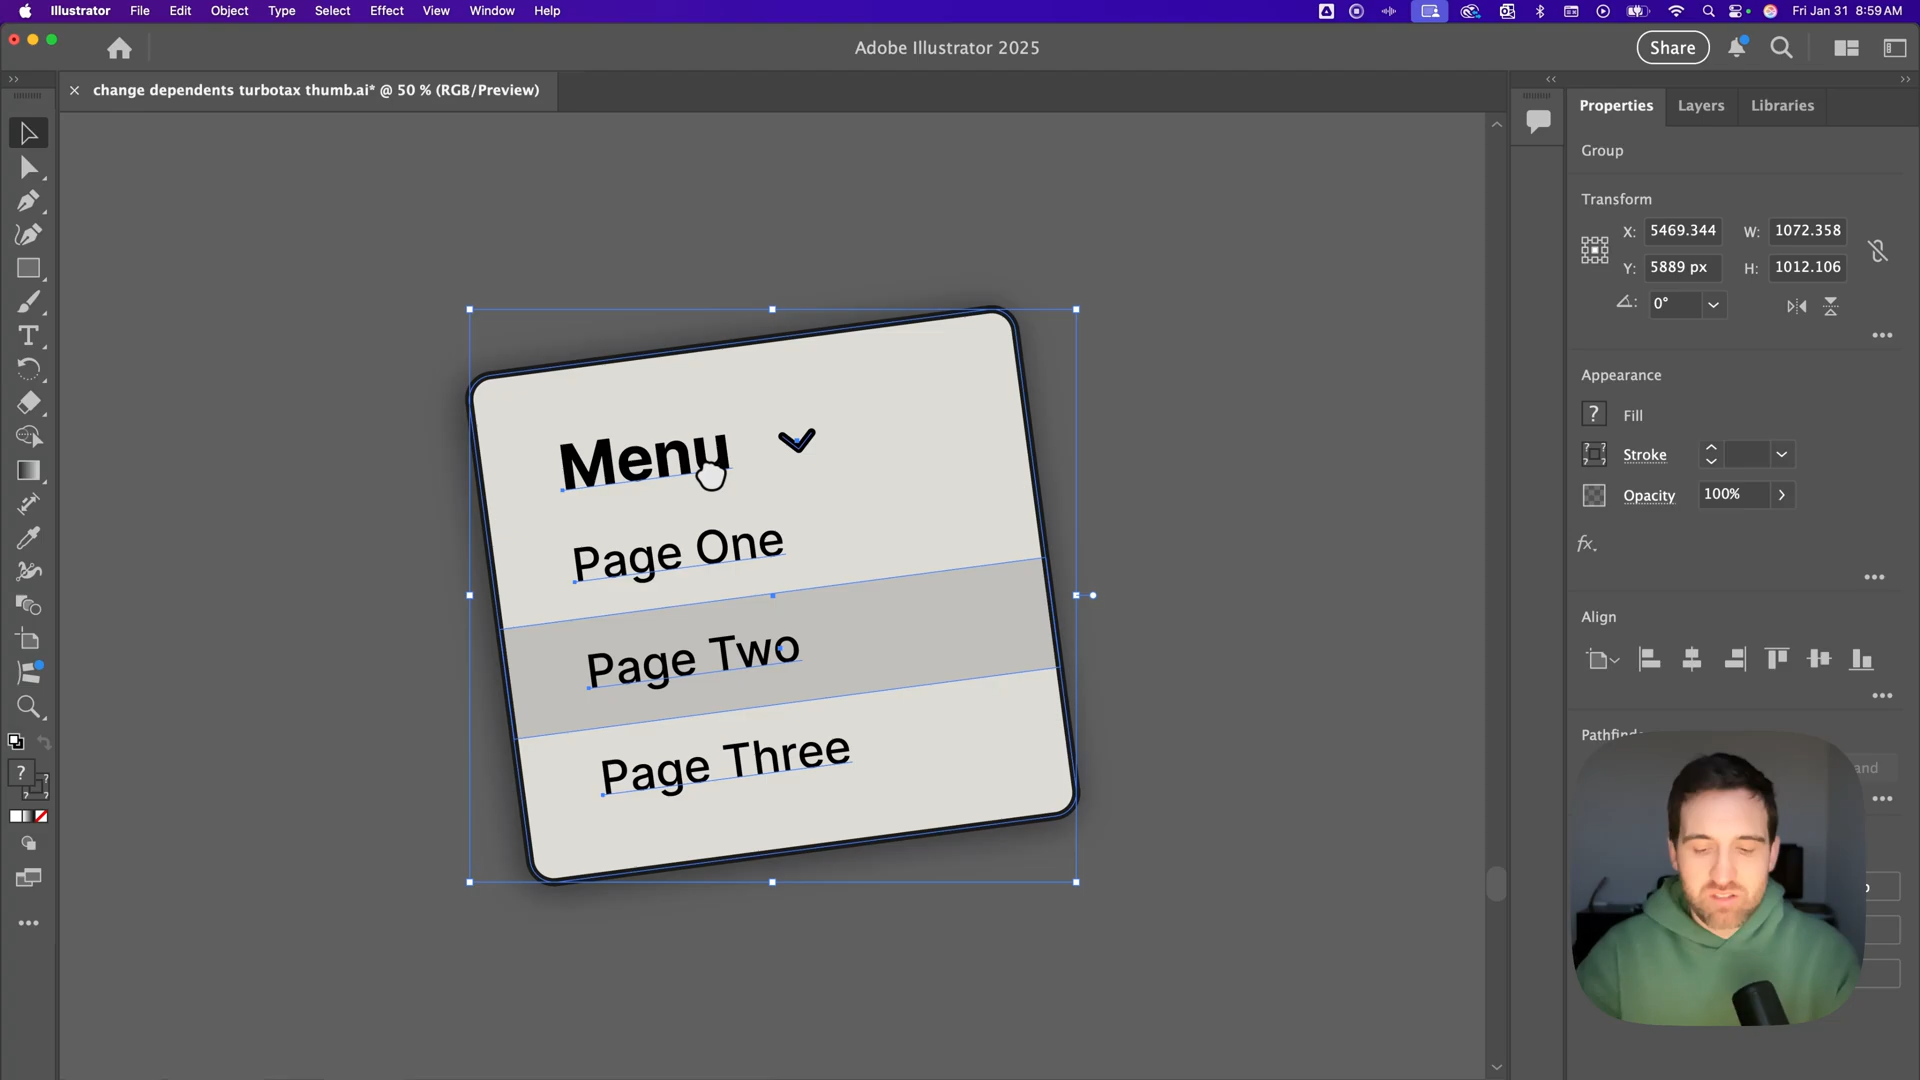 Illustrator File Edit Object Type Select Effect View Window Help
Fri Jan 31 8:59 AM
Adobe Illustrator 2025
Share
change dependents turbotax thumb.ai* @ 50 % (RGB/Preview)
Properties Layers Libraries
Group
Transform
X: 5469.344 W: 1072.358
Y: 5889 px H: 1012.106
0°
Appearance
? Fill
Stroke
Opacity 100%
fx.
Align
Menu
Page One
Page Two
Page Three